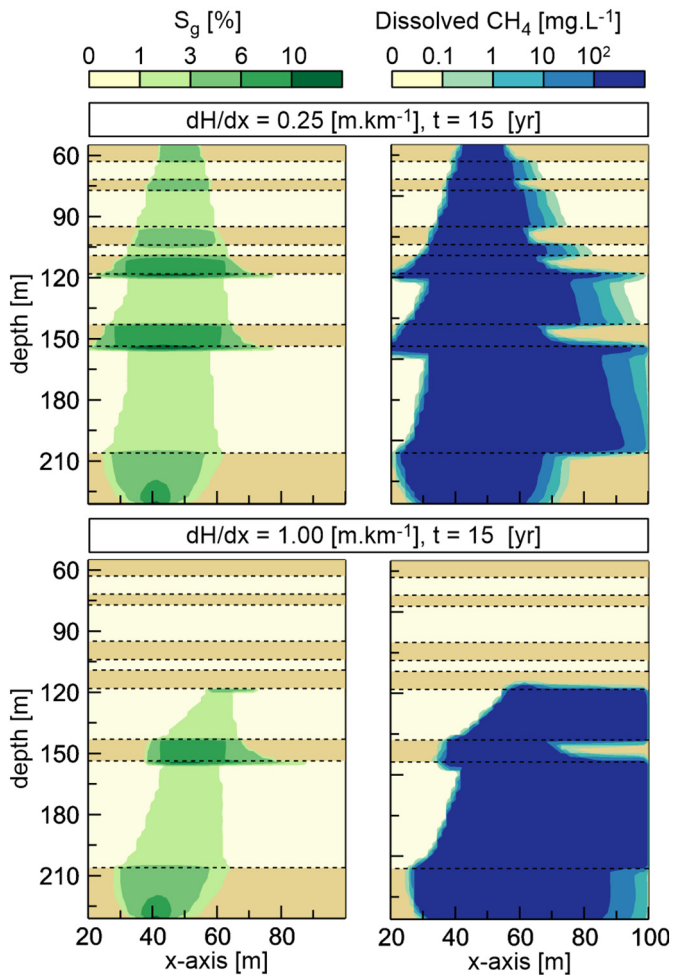 S_g [%]
Dissolved CH₄ [mg.L⁻¹]
0 1 3 6 10
0 0.1 1 10 10²
dH/dx = 0.25 [m.km⁻¹], t = 15 [yr]
60
90
120
150
180
210
depth [m]
dH/dx = 1.00 [m.km⁻¹], t = 15 [yr]
60
90
120
150
180
210
depth [m]
20 40 60 80
20 40 60 80 100
x-axis [m]
x-axis [m]